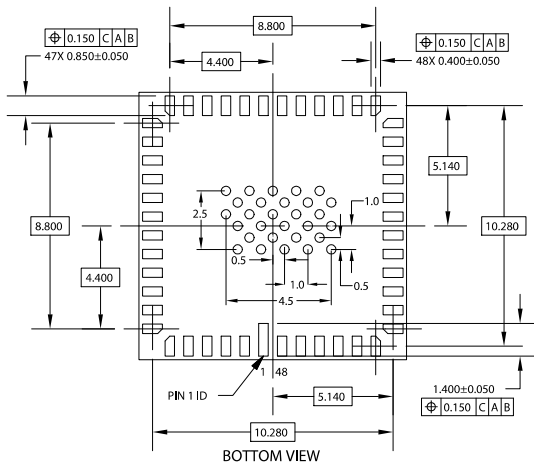 8.800
⌖ 0.150 C A B
47X 0.850±0.050
4.400
⌖ 0.150 C A B
48X 0.400±0.050
5.140
10.280
8.800
4.400
2.5
1.0
0.5
1.0
0.5
4.5
1 48
PIN 1 ID
5.140
1.400±0.050
⌖ 0.150 C A B
10.280
BOTTOM VIEW